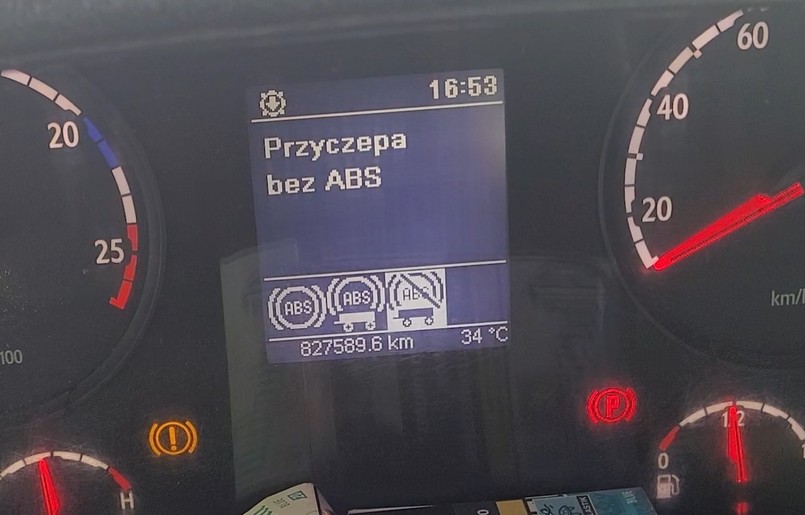 16:53
Przyczepa
bez ABS
ABS
ABS
827589.6 km
34 °C
20
25
100
H
60
40
20
km/
P
1/2
0